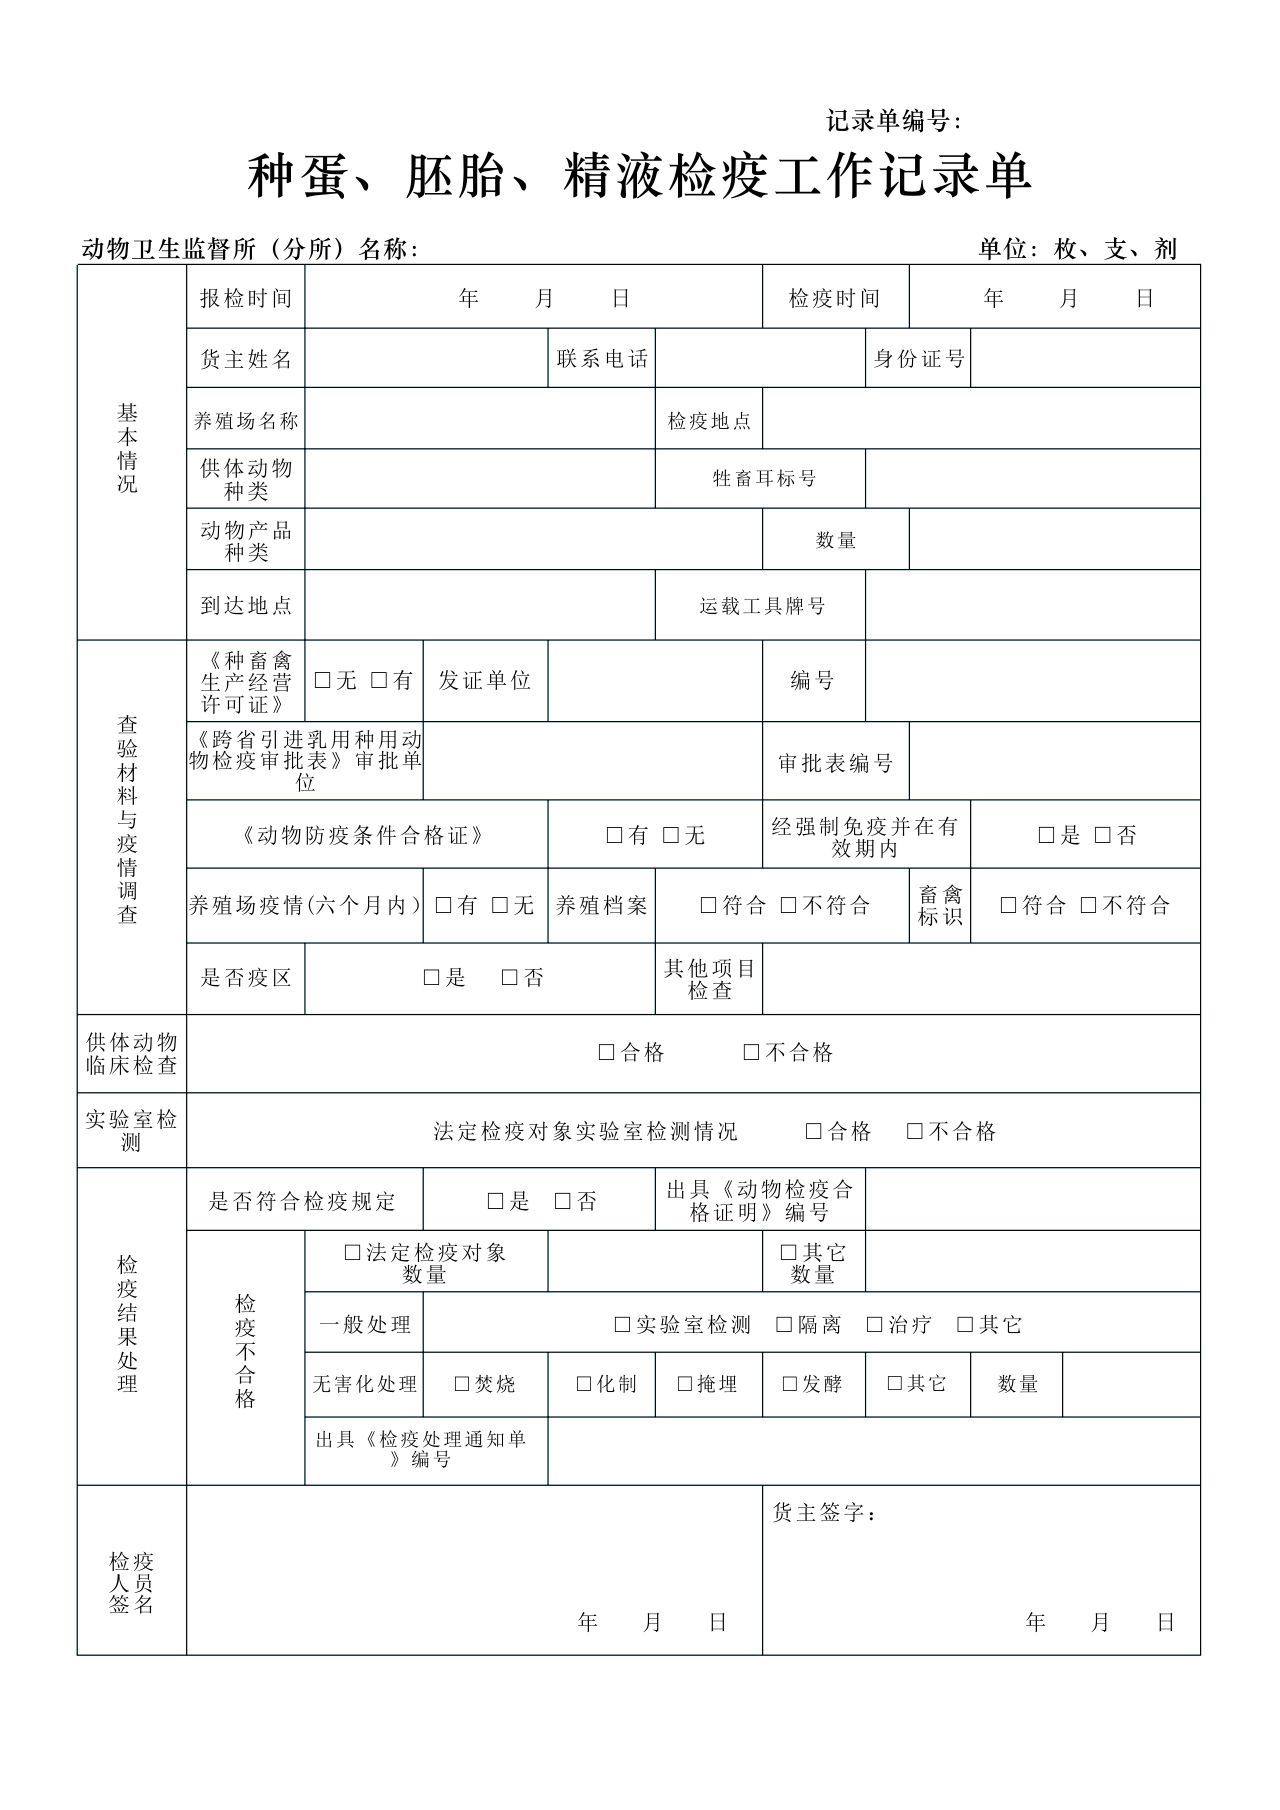 记录单编号：
种蛋、胚胎、精液检疫工作记录单
动物卫生监督所（分所）名称：
单位：枚、支、剂
基本情况
报检时间
年 月 日
检疫时间
年 月 日
货主姓名
联系电话
身份证号
养殖场名称
检疫地点
供体动物
种类
牲畜耳标号
动物产品
种类
数量
到达地点
运载工具牌号
查验材料与疫情调查
《种畜禽
生产经营
许可证》
□无 □有
发证单位
编号
《跨省引进乳用种用动
物检疫审批表》审批单
位
审批表编号
《动物防疫条件合格证》
□有 □无
经强制免疫并在有
效期内
□是 □否
养殖场疫情(六个月内)
□有 □无
养殖档案
□符合 □不符合
畜禽
标识
□符合 □不符合
是否疫区
□是 □否
其他项目
检查
供体动物
临床检查
□合格 □不合格
实验室检
测
法定检疫对象实验室检测情况 □合格 □不合格
检疫结果处理
是否符合检疫规定
□是 □否
出具《动物检疫合
格证明》编号
检疫不合格
□法定检疫对象
数量
□其它
数量
一般处理
□实验室检测 □隔离 □治疗 □其它
无害化处理
□焚烧
□化制
□掩埋
□发酵
□其它
数量
出具《检疫处理通知单
》编号
检疫
人员
签名
年 月 日
货主签字：
年 月 日